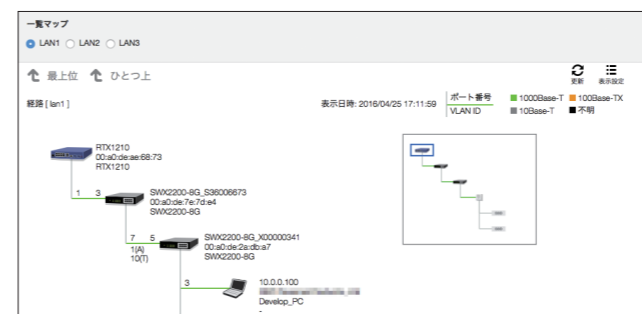 一覧マップ
LAN1 LAN2 LAN3
最上位 ひとつ上
更新 表示設定
経路 [ lan1 ]
表示日時: 2016/04/25 17:11:59
ポート番号
VLAN ID
1000Base-T 100Base-TX
10Base-T 不明
RTX1210
00:a0:de:ae:68:73
RTX1210
1 3
SWX2200-8G_S36006673
00:a0:de:7e:7d:e4
SWX2200-8G
7 5
1(A)
10(T)
SWX2200-8G_X00000341
00:a0:de:2a:db:a7
SWX2200-8G
3
10.0.0.100
Develop_PC
-